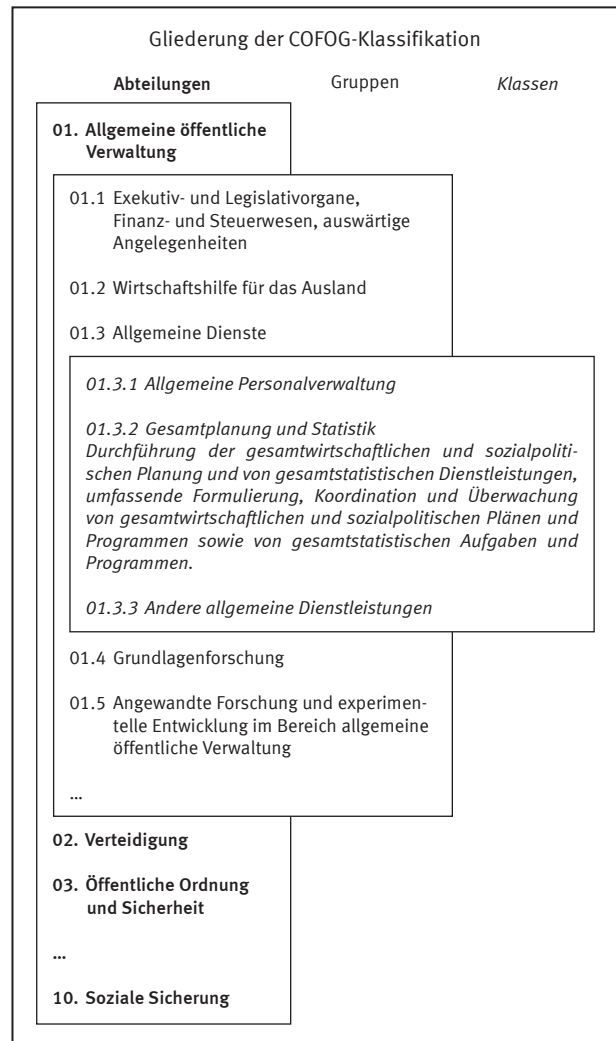 Gliederung der COFOG-Klassifikation
Abteilungen Gruppen Klassen
01. Allgemeine öffentliche
Verwaltung
01.1 Exekutiv- und Legislativorgane,
Finanz- und Steuerwesen, auswärtige
Angelegenheiten
01.2 Wirtschaftshilfe für das Ausland
01.3 Allgemeine Dienste
01.3.1 Allgemeine Personalverwaltung
01.3.2 Gesamtplanung und Statistik
Durchführung der gesamtwirtschaftlichen und sozialpoliti-
schen Planung und von gesamtstatistischen Dienstleistungen,
umfassende Formulierung, Koordination und Überwachung
von gesamtwirtschaftlichen und sozialpolitischen Plänen und
Programmen sowie von gesamtstatistischen Aufgaben und
Programmen.
01.3.3 Andere allgemeine Dienstleistungen
01.4 Grundlagenforschung
01.5 Angewandte Forschung und experimen-
telle Entwicklung im Bereich allgemeine
öffentliche Verwaltung
...
02. Verteidigung
03. Öffentliche Ordnung
und Sicherheit
...
10. Soziale Sicherung